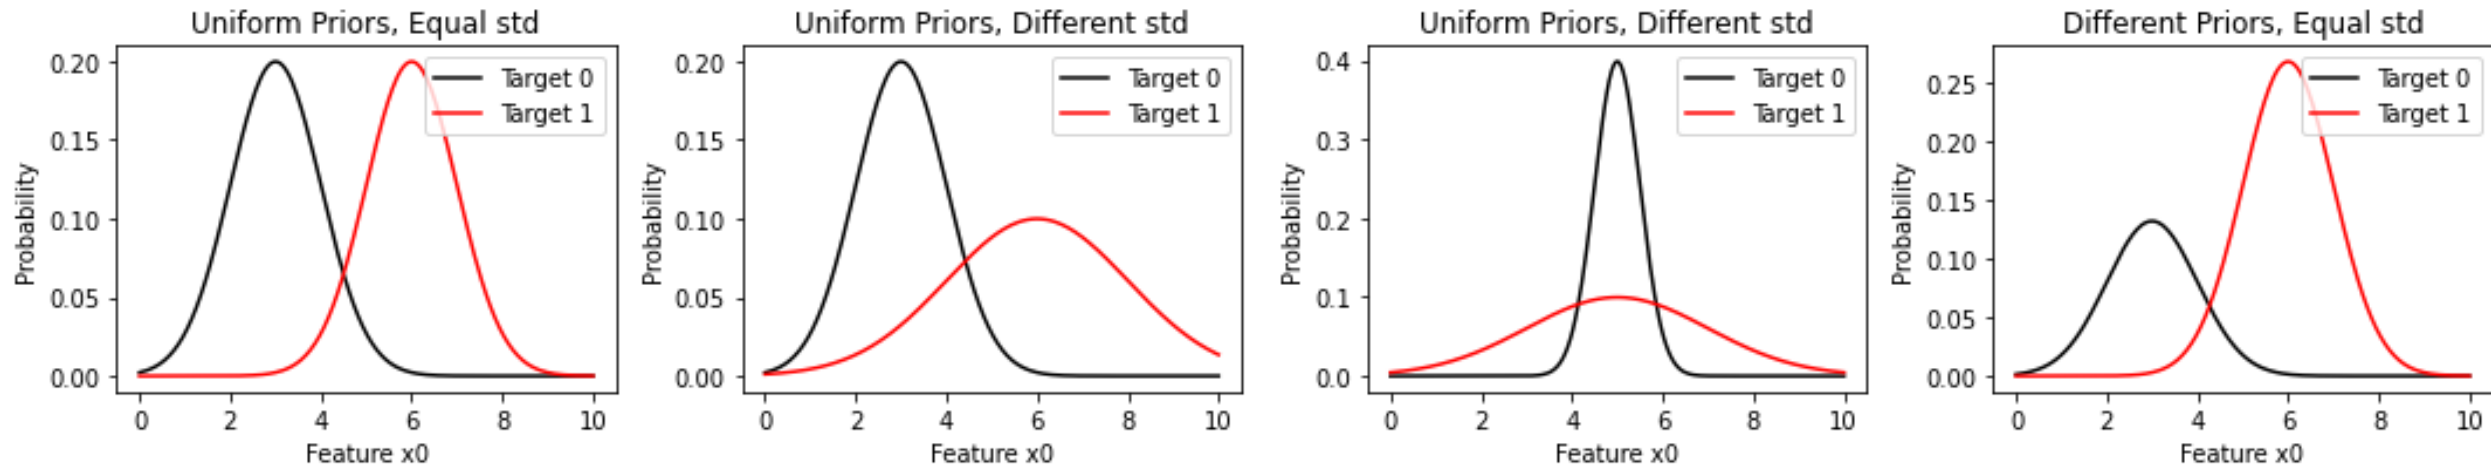 Uniform Priors, Equal std
0.20
0.15
0.10
0.05
0.00
Probability
Target 0
Target 1
0 2 4 6 8 10
Feature x0
Uniform Priors, Different std
0.20
0.15
0.10
0.05
0.00
Probability
Target 0
Target 1
0 2 4 6 8 10
Feature x0
Uniform Priors, Different std
0.4
0.3
0.2
0.1
0.0
Probability
Target 0
Target 1
0 2 4 6 8 10
Feature x0
Different Priors, Equal std
0.25
0.20
0.15
0.10
0.05
0.00
Probability
Target 0
Target 1
0 2 4 6 8 10
Feature x0